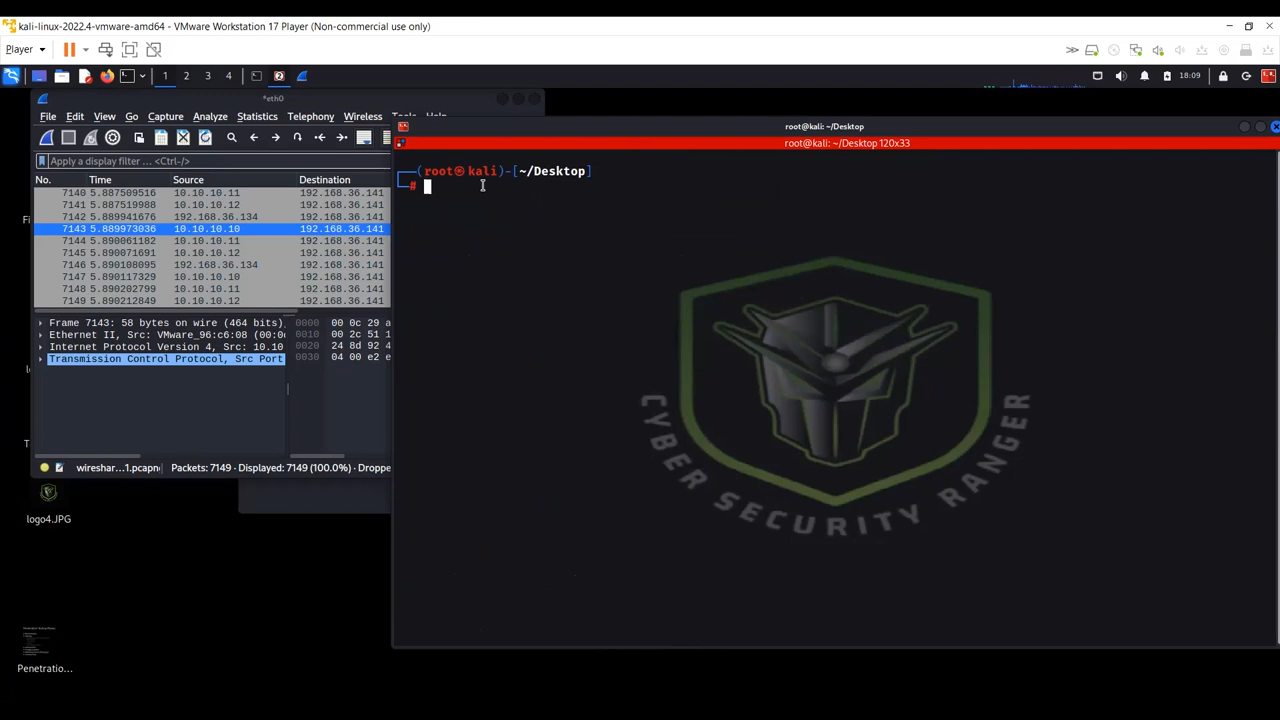 kali-linux-2022.4-vmware-amd64 - VMware Workstation 17 Player (Non-commercial use only)
Player
1 2 3 4
18:09
*eth0
File Edit View Go Capture Analyze Statistics Telephony Wireless Tools Help
Apply a display filter ... <Ctrl-/>
No. Time Source Destination
7140 5.887509516 10.10.10.11 192.168.36.141
7141 5.887519988 10.10.10.12 192.168.36.141
7142 5.889941676 192.168.36.134 192.168.36.141
7143 5.889973036 10.10.10.10 192.168.36.141
7144 5.890061182 10.10.10.11 192.168.36.141
7145 5.890071691 10.10.10.12 192.168.36.141
7146 5.890108095 192.168.36.134 192.168.36.141
7147 5.890117329 10.10.10.10 192.168.36.141
7148 5.890202911 10.10.10.11 192.168.36.141
7149 5.890212849 10.10.10.12 192.168.36.141
Frame 7143: 58 bytes on wire (464 bits),
Ethernet II, Src: VMware_96:c6:08 (00:0
Internet Protocol Version 4, Src: 10.10
Transmission Control Protocol, Src Port
0000 00 0c 29 a
0010 00 2c 51 1
0020 24 8d 92 4
0030 04 00 e2 e
wireshar...1.pcapn
Packets: 7149 · Displayed: 7149 (100.0%) · Droppe
logo4.JPG
Penetratio...
root@kali: ~/Desktop
root@kali: ~/Desktop 120x33
(root㉿kali)-[~/Desktop]
#
CYBER SECURITY RANGER